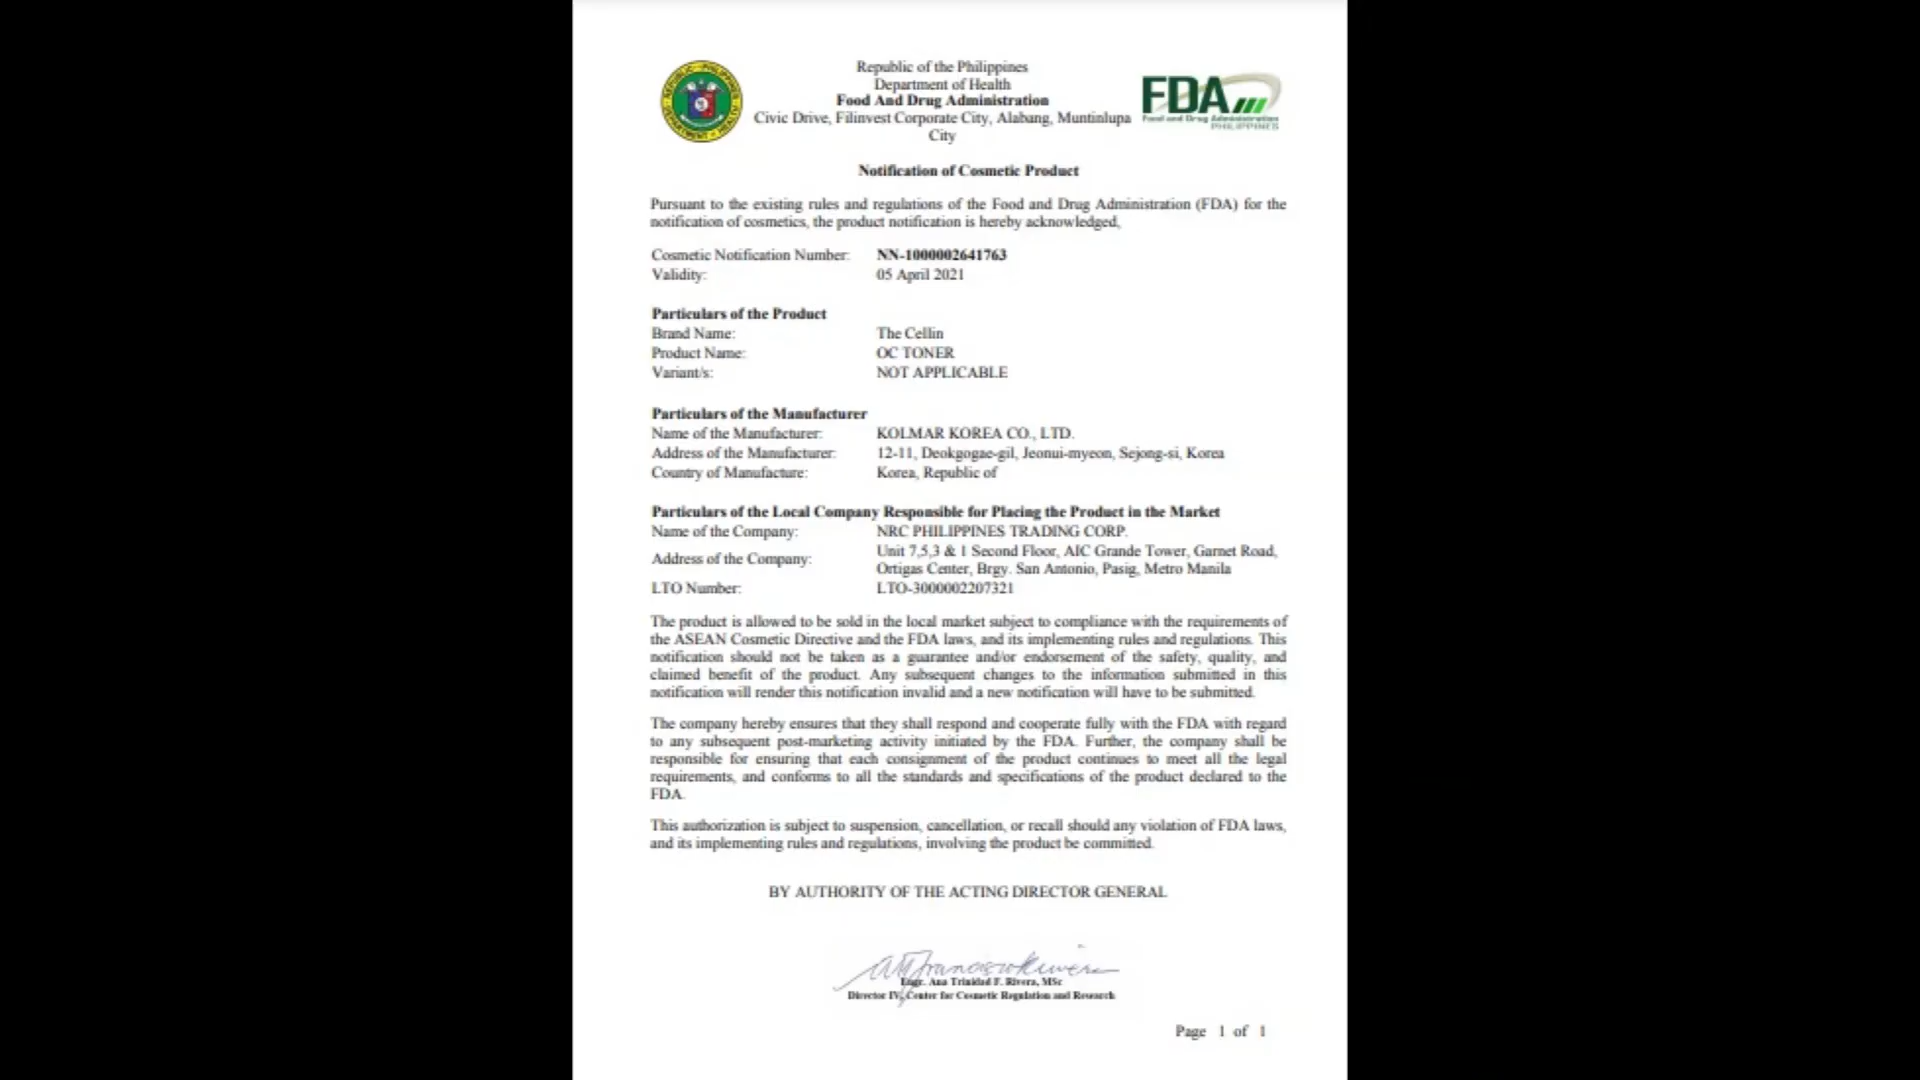 Republic of the Philippines
Department of Health
Food And Drug Administration
Civic Drive, Filinvest Corporate City, Alabang, Muntinlupa
City
REPUBLIC PHILIPPINES
DEPARTMENT OF HEALTH
FDA
Food and Drug Administration
PHILIPPINES
Notification of Cosmetic Product
Pursuant to the existing rules and regulations of the Food and Drug Administration (FDA) for the
notification of cosmetics, the product notification is hereby acknowledged,
Cosmetic Notification Number: NN-1000002641763
Validity: 05 April 2021
Particulars of the Product
Brand Name: The Cellin
Product Name: OC TONER
Variant/s: NOT APPLICABLE
Particulars of the Manufacturer
Name of the Manufacturer: KOLMAR KOREA CO., LTD.
Address of the Manufacturer: 12-11, Deokgogae-gil, Jeonui-myeon, Sejong-si, Korea
Country of Manufacture: Korea, Republic of
Particulars of the Local Company Responsible for Placing the Product in the Market
Name of the Company: NRC PHILIPPINES TRADING CORP.
Address of the Company: Unit 7,5,3 & 1 Second Floor, AIC Grande Tower, Garnet Road,
Ortigas Center, Brgy. San Antonio, Pasig, Metro Manila
LTO Number: LTO-3000002207321
The product is allowed to be sold in the local market subject to compliance with the requirements of
the ASEAN Cosmetic Directive and the FDA laws, and its implementing rules and regulations. This
notification should not be taken as a guarantee and/or endorsement of the safety, quality, and
claimed benefit of the product. Any subsequent changes to the information submitted in this
notification will render this notification invalid and a new notification will have to be submitted.
The company hereby ensures that they shall respond and cooperate fully with the FDA with regard
to any subsequent post-marketing activity initiated by the FDA. Further, the company shall be
responsible for ensuring that each consignment of the product continues to meet all the legal
requirements, and conforms to all the standards and specifications of the product declared to the
FDA.
This authorization is subject to suspension, cancellation, or recall should any violation of FDA laws,
and its implementing rules and regulations, involving the product be committed.
BY AUTHORITY OF THE ACTING DIRECTOR GENERAL
Engr. Ana Trinidad F. Rivera, MSc
Director IV, Center for Cosmetic Regulation and Research
Page 1 of 1